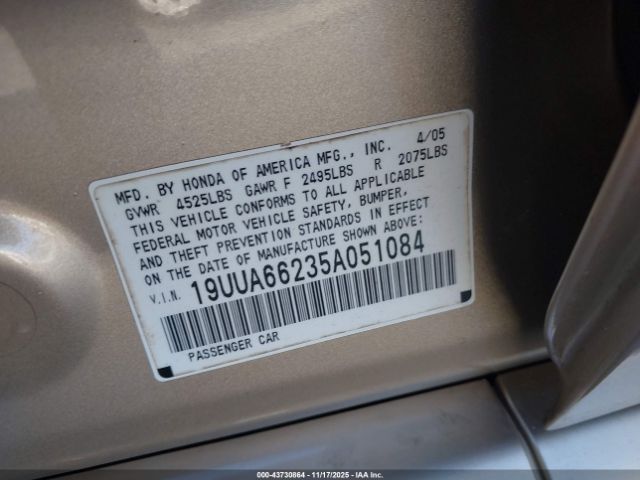 MFD. BY HONDA OF AMERICA MFG., INC. 4/05
GVWR 4525LBS GAWR F 2495LBS R 2075LBS
THIS VEHICLE CONFORMS TO ALL APPLICABLE
FEDERAL MOTOR VEHICLE SAFETY, BUMPER,
AND THEFT PREVENTION STANDARDS IN EFFECT
ON THE DATE OF MANUFACTURE SHOWN ABOVE:
V.I.N. 19UUA66235A051084
PASSENGER CAR
00-43730864 | 11/17/2025 | IAA Inc.